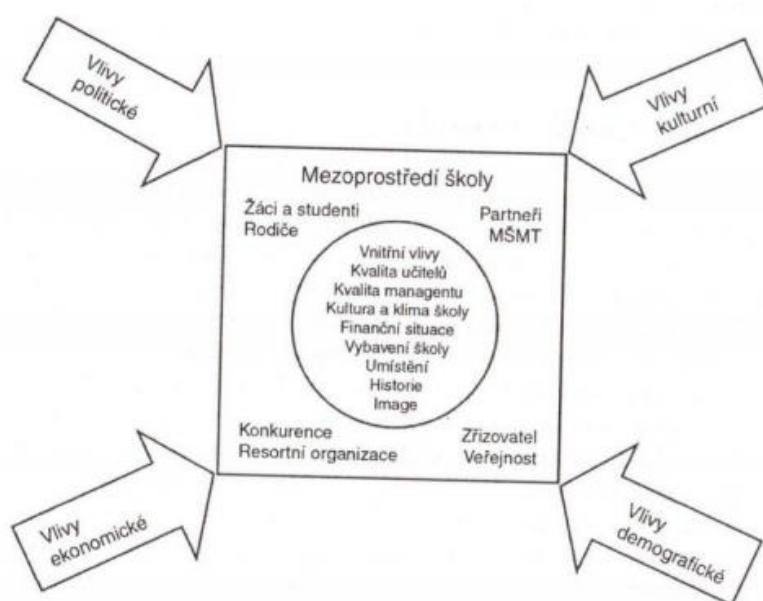 Vlivy
politické
Vlivy
kulturní
Mezoprostředí školy
Žáci a studenti
Rodiče
Partneři
MŠMT
Vnitřní vlivy
Kvalita učitelů
Kvalita managentu
Kultura a klima školy
Finanční situace
Vybavení školy
Umístění
Historie
Image
Konkurence
Resortní organizace
Zřizovatel
Veřejnost
Vlivy
ekonomické
Vlivy
demografické